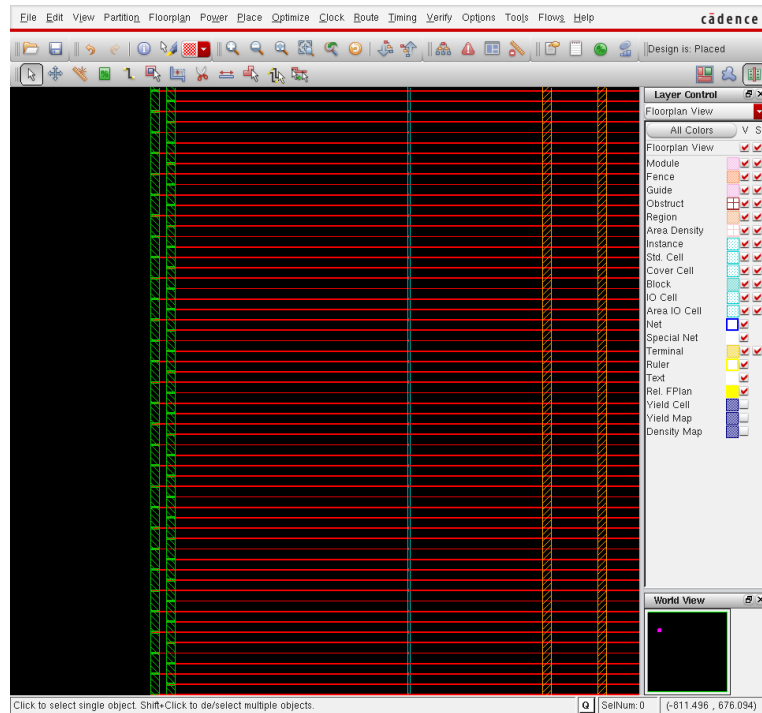 File Edit View Partition Floorplan Power Place Optimize Clock Route Timing Verify Options Tools Flows Help cādence
Design is: Placed
Layer Control
Floorplan View
All Colors V S
Floorplan View
Module
Fence
Guide
Obstruct
Region
Area Density
Instance
Std. Cell
Cover Cell
Block
IO Cell
Area IO Cell
Net
Special Net
Terminal
Ruler
Text
Rel. FPlan
Yield Cell
Yield Map
Density Map
World View
Click to select single object. Shift+Click to de/select multiple objects. Q SelNum: 0 (-811.496 , 676.094)